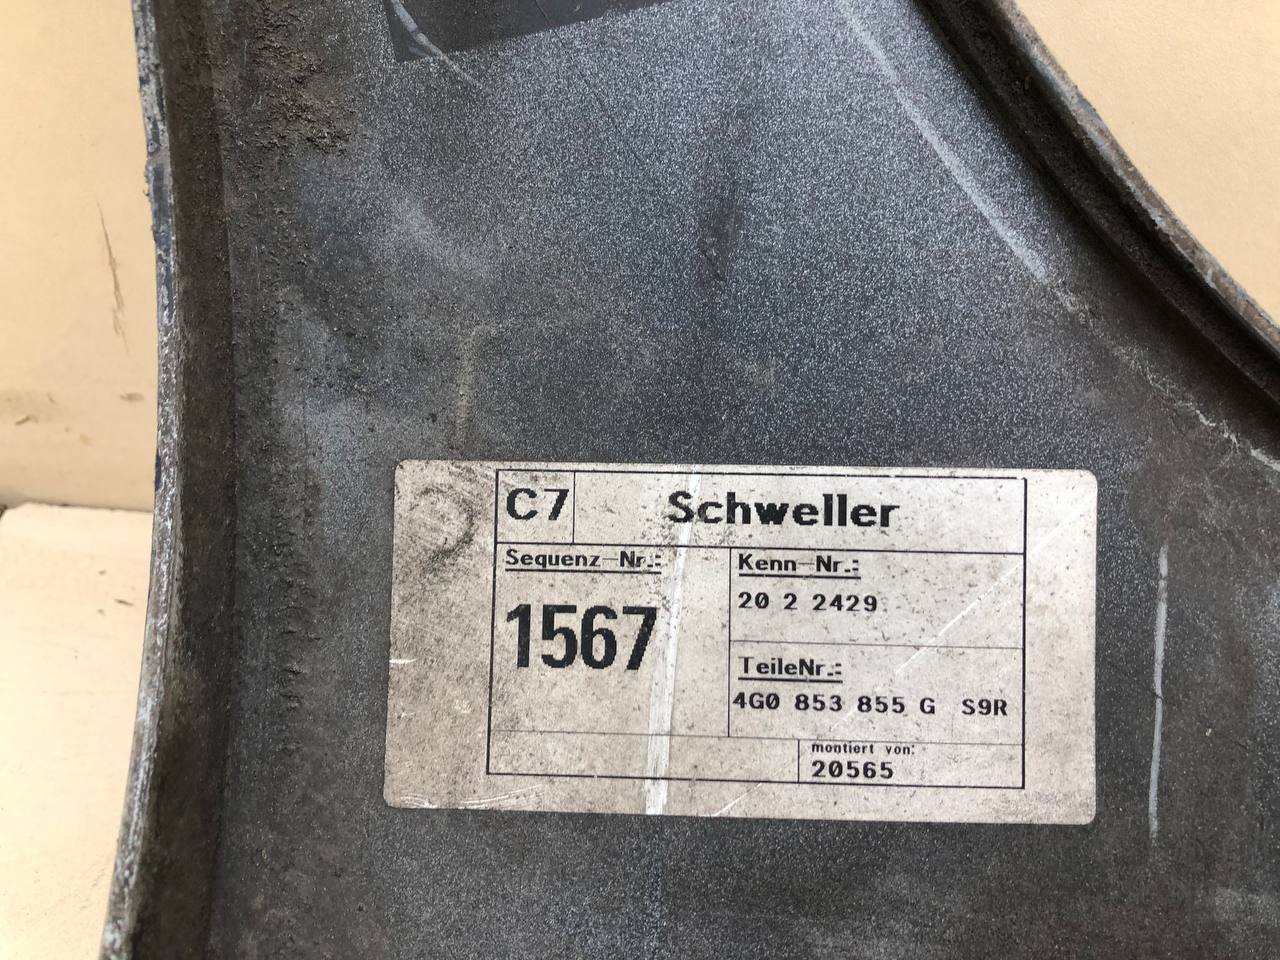 C7 Schweller
Sequenz-Nr.:
1567
Kenn-Nr.:
20 2 2429
TeileNr.:
4G0 853 855 G S9R
montiert von:
20565